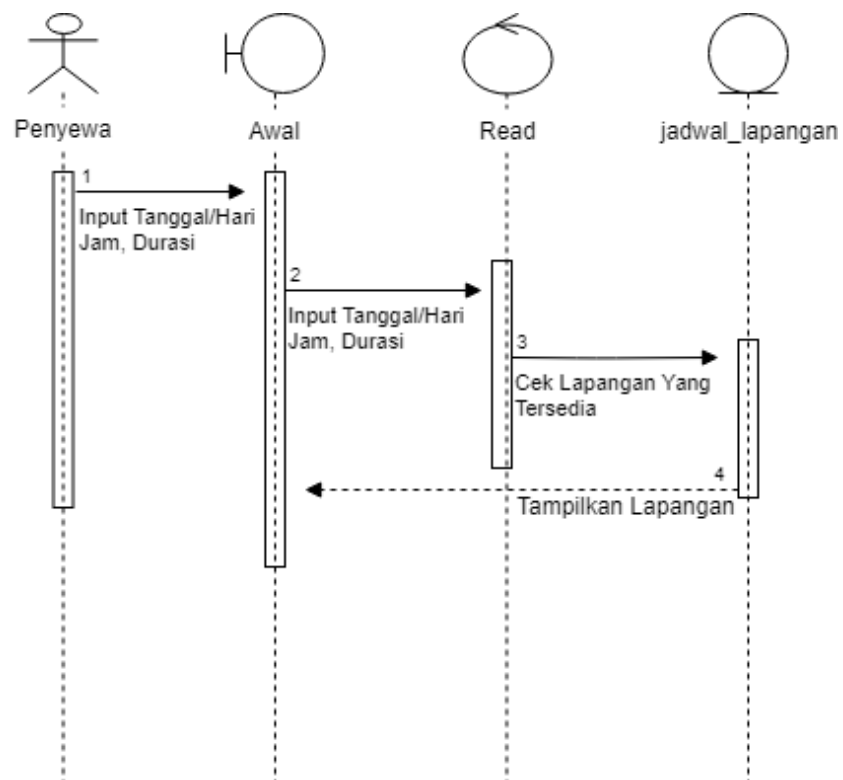 Penyewa
Awal
Read
jadwal_lapangan
1
Input Tanggal/Hari
Jam, Durasi
2
Input Tanggal/Hari
Jam, Durasi
3
Cek Lapangan Yang
Tersedia
4
Tampilkan Lapangan